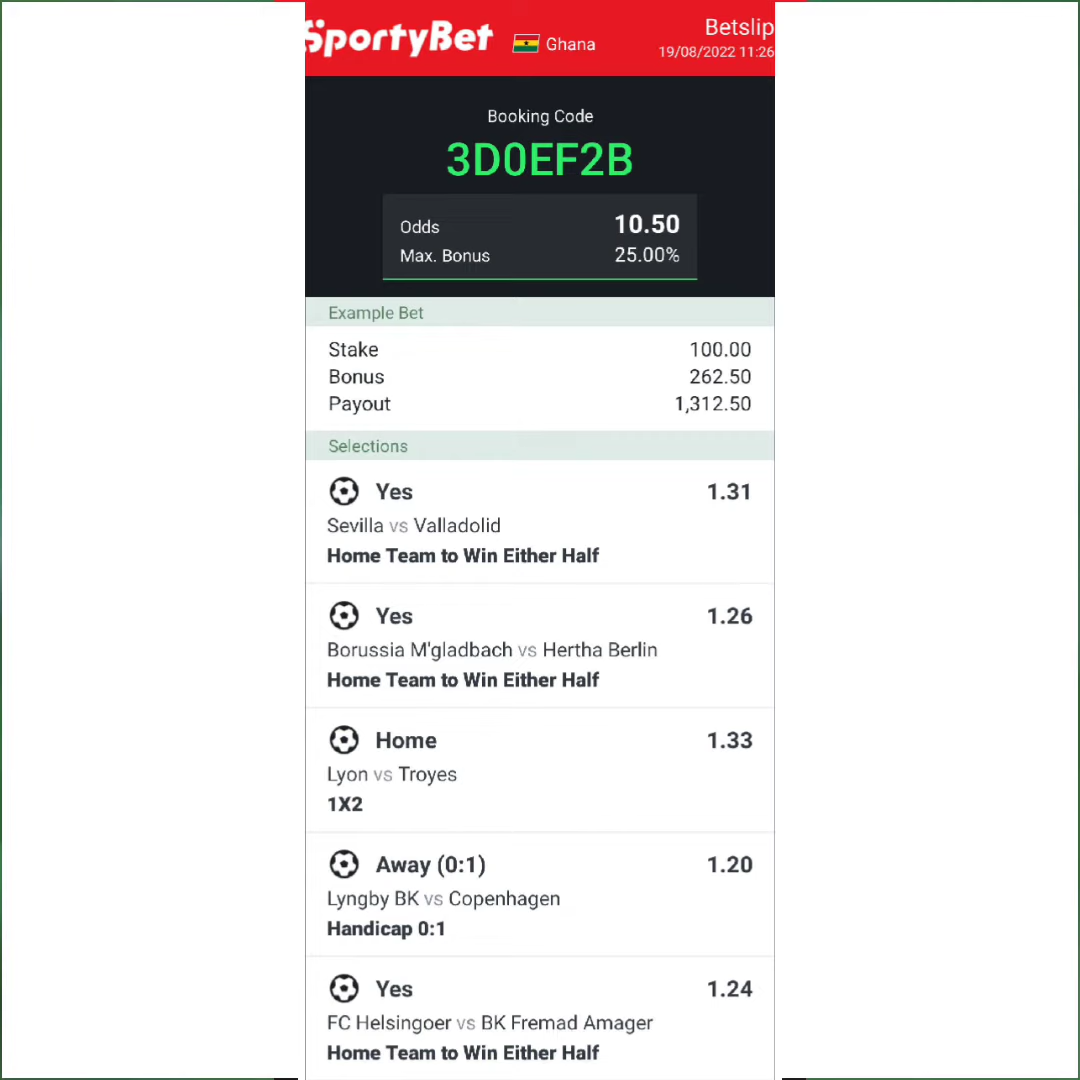 SportyBet Ghana Betslip
19/08/2022 11:26
Booking Code
3D0EF2B
Odds 10.50
Max. Bonus 25.00%
Example Bet
Stake 100.00
Bonus 262.50
Payout 1,312.50
Selections
Yes 1.31
Sevilla vs Valladolid
Home Team to Win Either Half
Yes 1.26
Borussia M'gladbach vs Hertha Berlin
Home Team to Win Either Half
Home 1.33
Lyon vs Troyes
1X2
Away (0:1) 1.20
Lyngby BK vs Copenhagen
Handicap 0:1
Yes 1.24
FC Helsingoer vs BK Fremad Amager
Home Team to Win Either Half